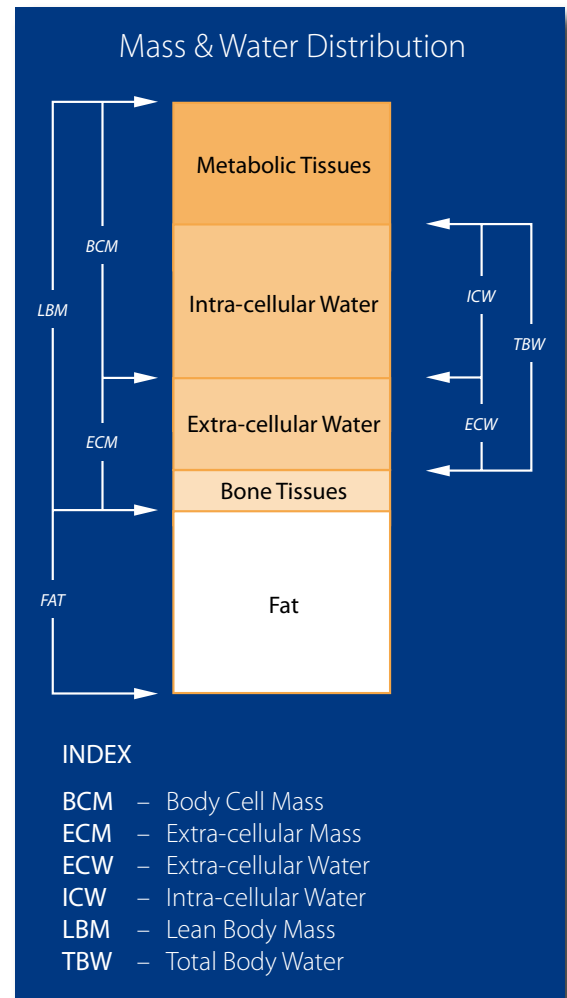 Mass & Water Distribution
Metabolic Tissues
BCM
Intra-cellular Water
ICW
LBM
TBW
Extra-cellular Water
ECW
ECM
Bone Tissues
FAT
Fat
INDEX
BCM – Body Cell Mass
ECM – Extra-cellular Mass
ECW – Extra-cellular Water
ICW – Intra-cellular Water
LBM – Lean Body Mass
TBW – Total Body Water